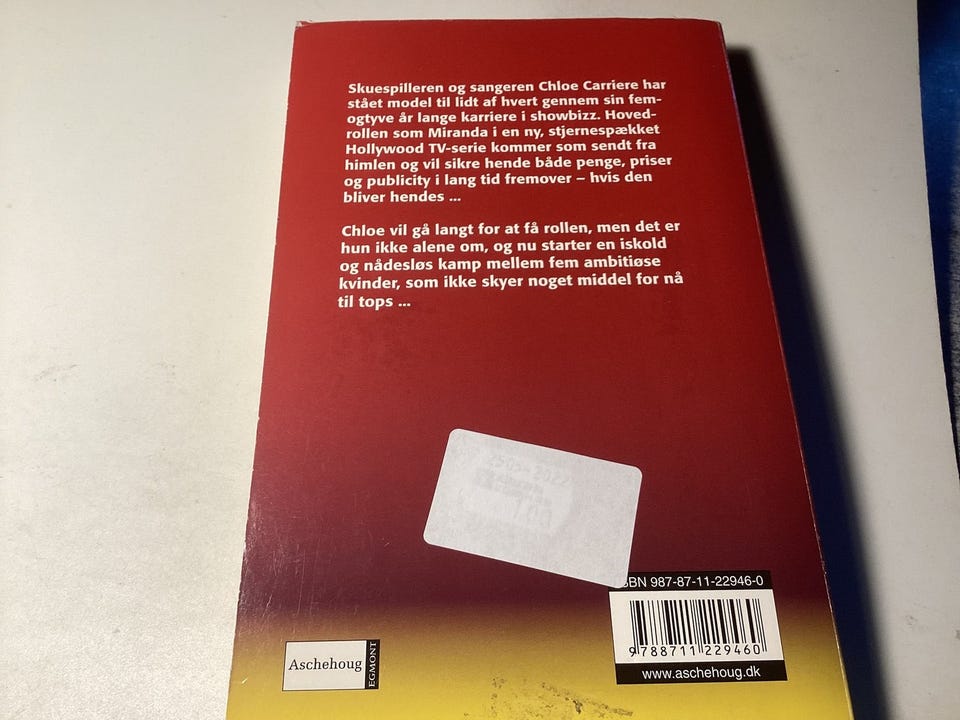 Skuespilleren og sangeren Chloe Carriere har
stået model til lidt af hvert gennem sin fem-
ogtyve år lange karriere i showbizz. Hoved-
rollen som Miranda i en ny, stjernespækket
Hollywood TV-serie kommer som sendt fra
himlen og vil sikre hende både penge, priser
og publicity i lang tid fremover – hvis den
bliver hendes ...
Chloe vil gå langt for at få rollen, men det er
hun ikke alene om, og nu starter en iskold
og nådesløs kamp mellem fem ambitiøse
kvinder, som ikke skyer noget middel for nå
til tops ...
SBN 987-87-11-22946-0
9788711229460
www.aschehoug.dk
Aschehoug
EGMONT